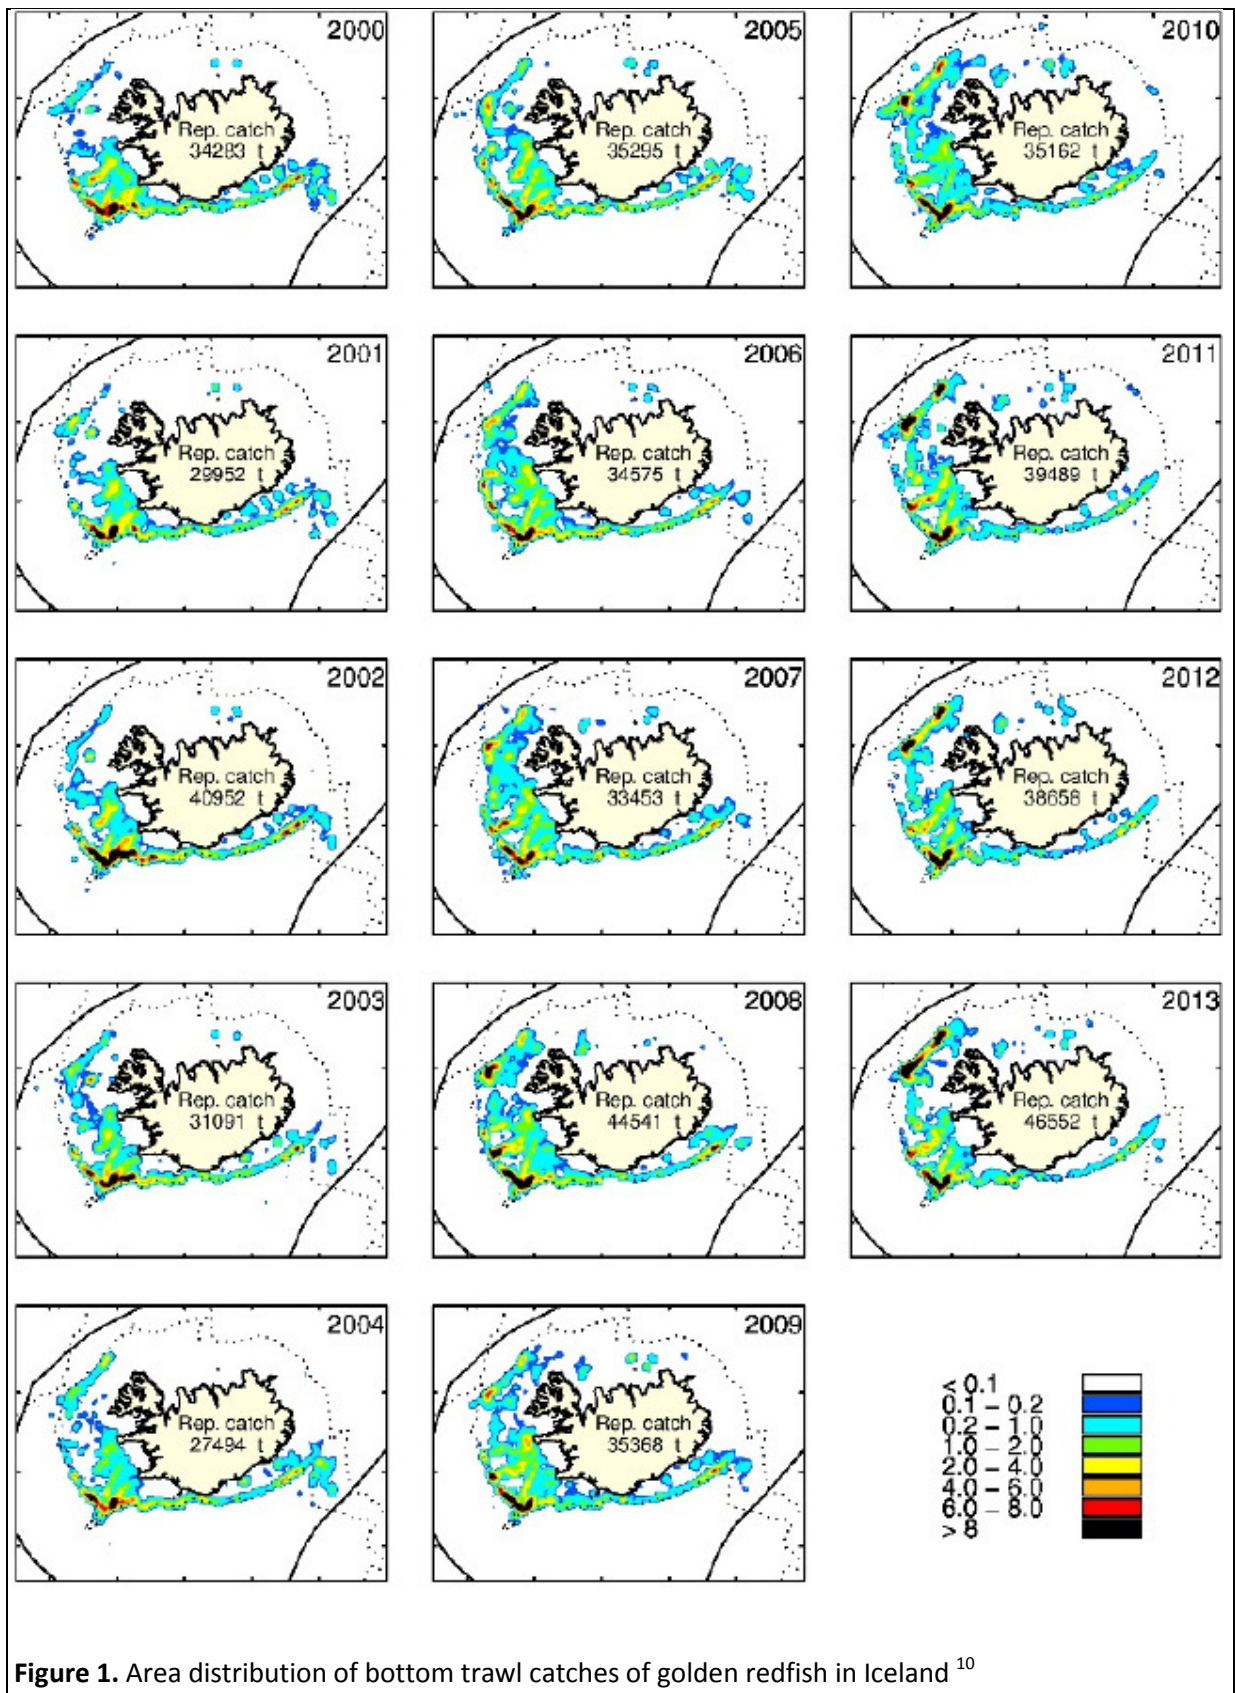 2000
Rep. catch
34283 t
2005
Rep. catch
35295 t
2010
Rep. catch
35162 t
2001
Rep. catch
29952 t
2006
Rep. catch
34575 t
2011
Rep. catch
39489 t
2002
Rep. catch
40952 t
2007
Rep. catch
33453 t
2012
Rep. catch
38658 t
2003
Rep. catch
31091 t
2008
Rep. catch
44541 t
2013
Rep. catch
46552 t
2004
Rep. catch
27494 t
2009
Rep. catch
35368 t
< 0.1
0.1 – 0.2
0.2 – 1.0
1.0 – 2.0
2.0 – 4.0
4.0 – 6.0
6.0 – 8.0
> 8
Figure 1. Area distribution of bottom trawl catches of golden redfish in Iceland 10